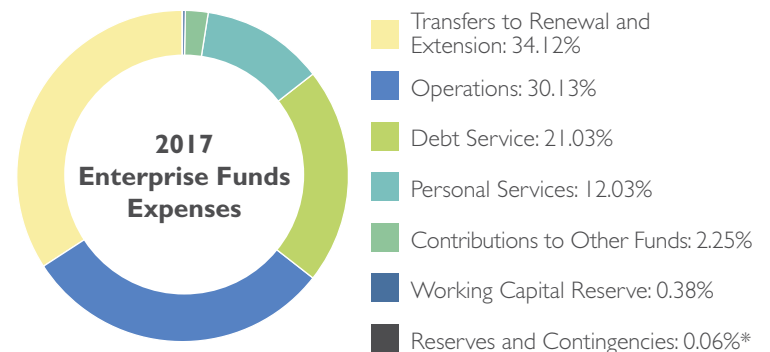 2017
Enterprise Funds
Expenses
Transfers to Renewal and
Extension: 34.12%
Operations: 30.13%
Debt Service: 21.03%
Personal Services: 12.03%
Contributions to Other Funds: 2.25%
Working Capital Reserve: 0.38%
Reserves and Contingencies: 0.06%*